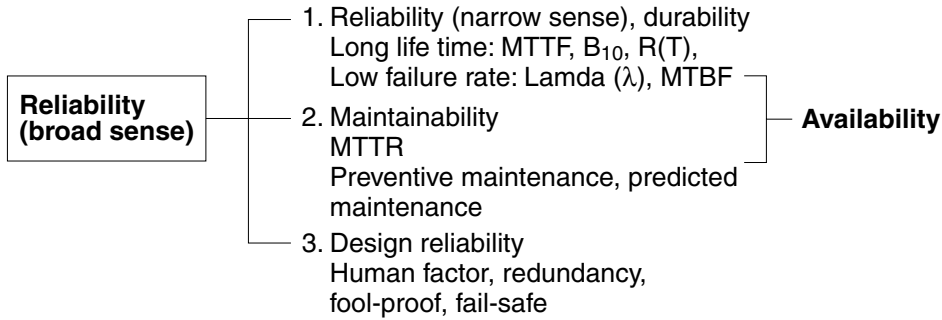 1. Reliability (narrow sense), durability
Long life time: MTTF, B₁₀, R(T),
Low failure rate: Lamda (λ), MTBF
Reliability
(broad sense)
2. Maintainability
MTTR
Preventive maintenance, predicted
maintenance
Availability
3. Design reliability
Human factor, redundancy,
fool-proof, fail-safe